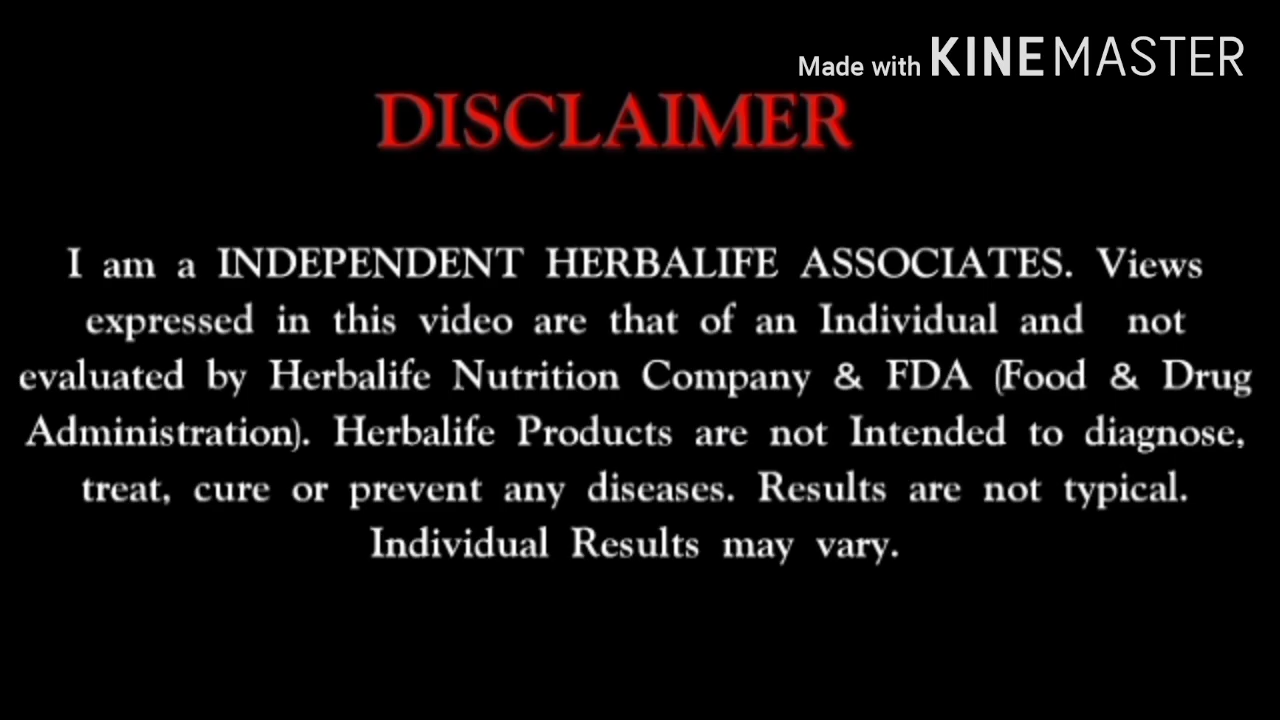 Made with KINEMASTER
DISCLAIMER
I am a INDEPENDENT HERBALIFE ASSOCIATES. Views
expressed in this video are that of an Individual and not
evaluated by Herbalife Nutrition Company & FDA (Food & Drug
Administration). Herbalife Products are not Intended to diagnose,
treat, cure or prevent any diseases. Results are not typical.
Individual Results may vary.